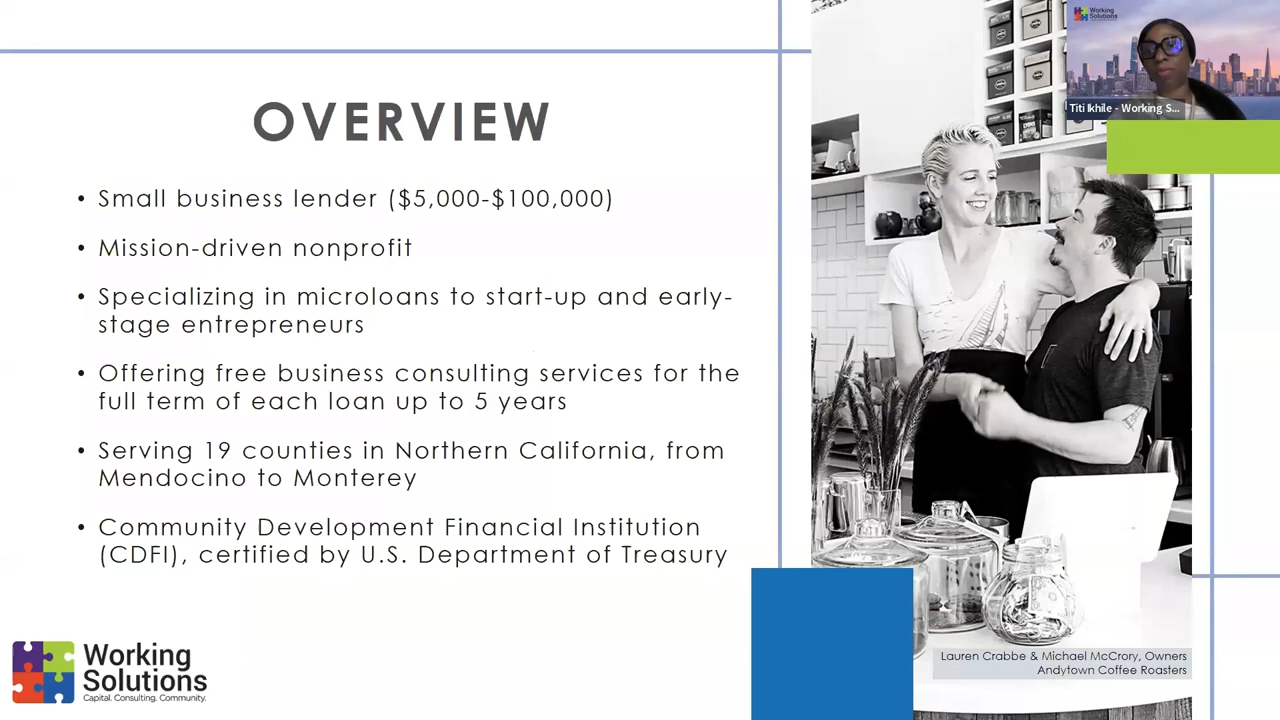 Working
Solutions
Titi Ikhile - Working S...
OVERVIEW
• Small business lender ($5,000-$100,000)
• Mission-driven nonprofit
• Specializing in microloans to start-up and early-
stage entrepreneurs
• Offering free business consulting services for the
full term of each loan up to 5 years
• Serving 19 counties in Northern California, from
Mendocino to Monterey
• Community Development Financial Institution
(CDFI), certified by U.S. Department of Treasury
Lauren Crabbe & Michael McCrory, Owners
Andytown Coffee Roasters
Working
Solutions
Capital. Consulting. Community.